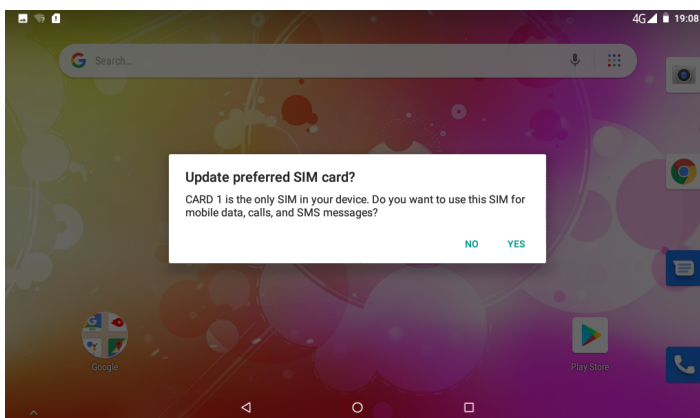 4G 19:08
Search...
Update preferred SIM card?
CARD 1 is the only SIM in your device. Do you want to use this SIM for
mobile data, calls, and SMS messages?
NO YES
Google Play Store